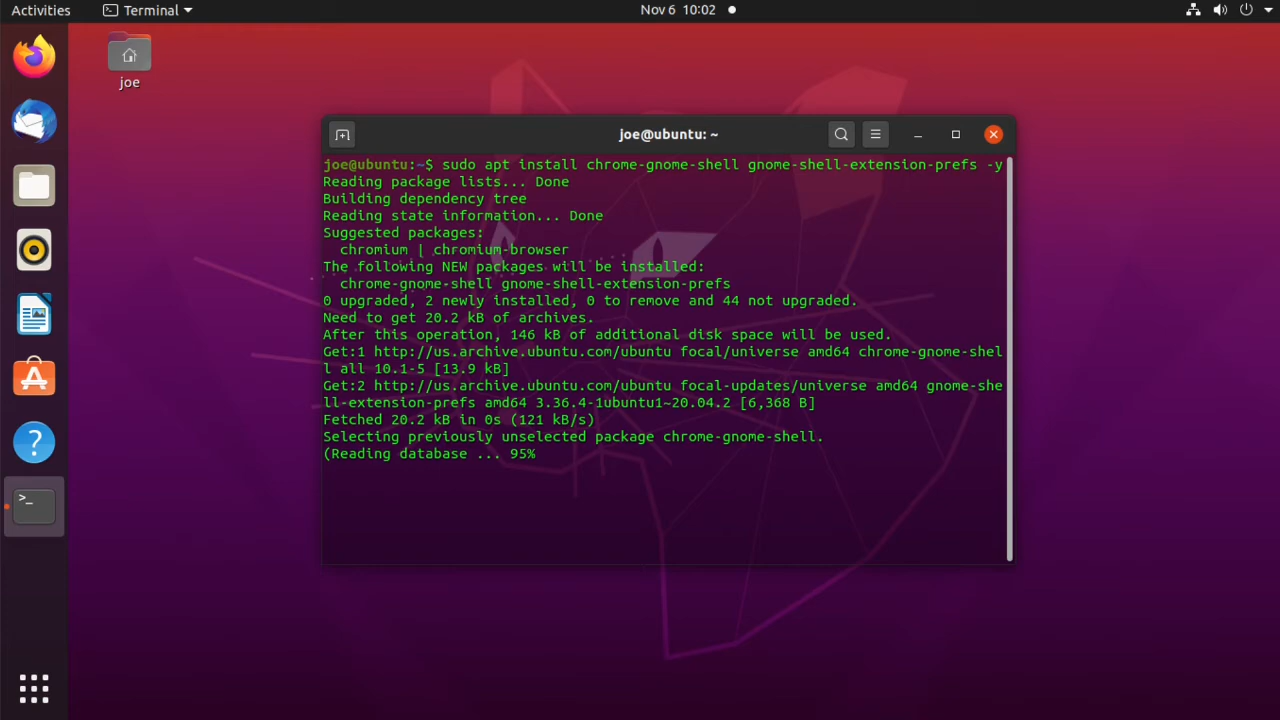 Activities
Terminal
Nov 6 10:02
joe
joe@ubuntu: ~
joe@ubuntu:~$ sudo apt install chrome-gnome-shell gnome-shell-extension-prefs -y
Reading package lists... Done
Building dependency tree
Reading state information... Done
Suggested packages:
  chromium | chromium-browser
The following NEW packages will be installed:
  chrome-gnome-shell gnome-shell-extension-prefs
0 upgraded, 2 newly installed, 0 to remove and 44 not upgraded.
Need to get 20.2 kB of archives.
After this operation, 146 kB of additional disk space will be used.
Get:1 http://us.archive.ubuntu.com/ubuntu focal/universe amd64 chrome-gnome-shel
l all 10.1-5 [13.9 kB]
Get:2 http://us.archive.ubuntu.com/ubuntu focal-updates/universe amd64 gnome-she
ll-extension-prefs amd64 3.36.4-1ubuntu1~20.04.2 [6,368 B]
Fetched 20.2 kB in 0s (121 kB/s)
Selecting previously unselected package chrome-gnome-shell.
(Reading database ... 95%